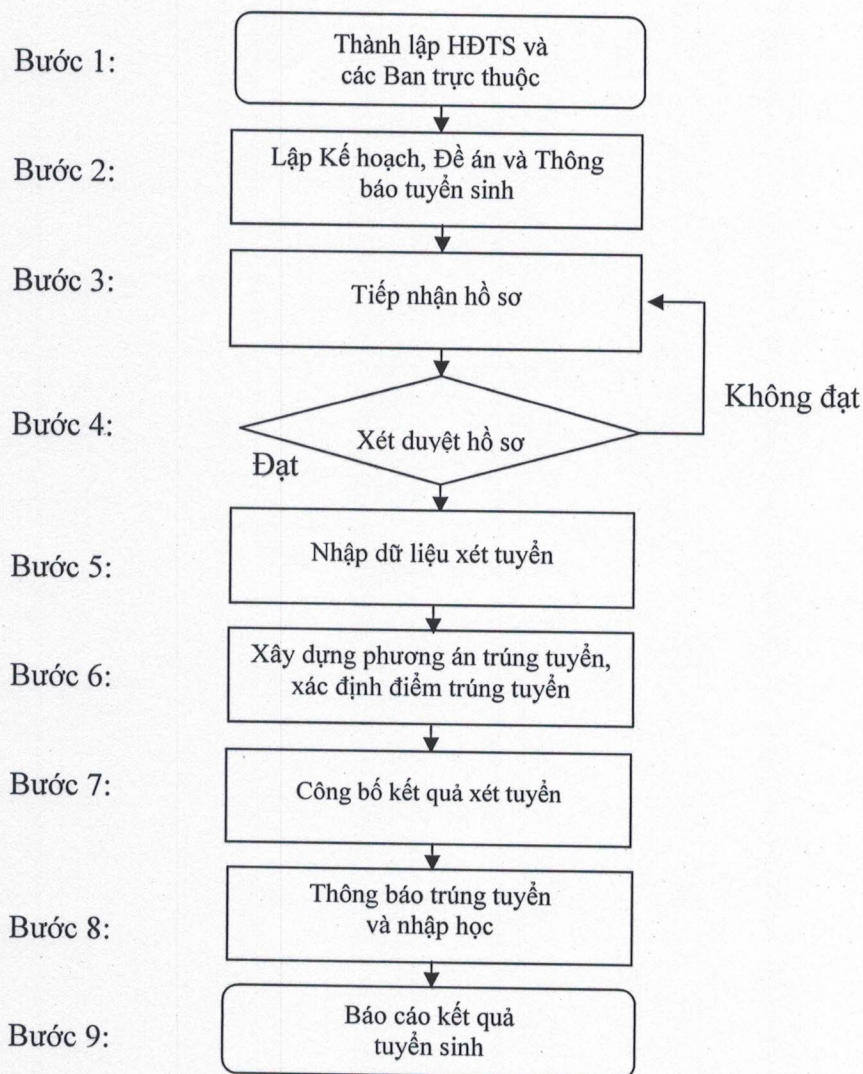 Bước 1:
Thành lập HĐTS và
các Ban trực thuộc
Bước 2:
Lập Kế hoạch, Đề án và Thông
báo tuyển sinh
Bước 3:
Tiếp nhận hồ sơ
Không đạt
Bước 4:
Xét duyệt hồ sơ
Đạt
Bước 5:
Nhập dữ liệu xét tuyển
Bước 6:
Xây dựng phương án trúng tuyển,
xác định điểm trúng tuyển
Bước 7:
Công bố kết quả xét tuyển
Bước 8:
Thông báo trúng tuyển
và nhập học
Bước 9:
Báo cáo kết quả
tuyển sinh